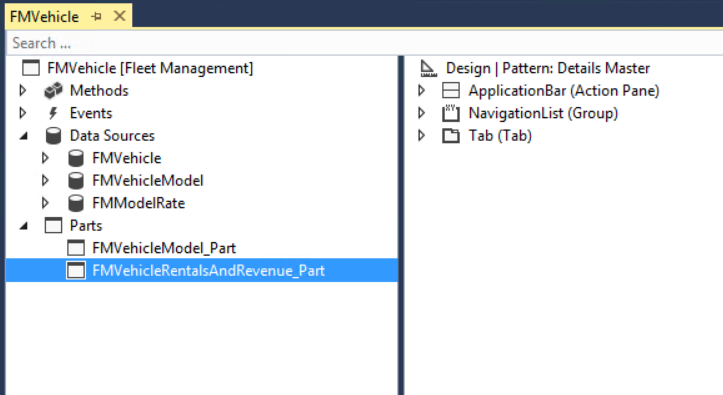 FMVehicle
Search ...
FMVehicle [Fleet Management]
Methods
Events
Data Sources
FMVehicle
FMVehicleModel
FMModelRate
Parts
FMVehicleModel_Part
FMVehicleRentalsAndRevenue_Part
Design | Pattern: Details Master
ApplicationBar (Action Pane)
NavigationList (Group)
Tab (Tab)